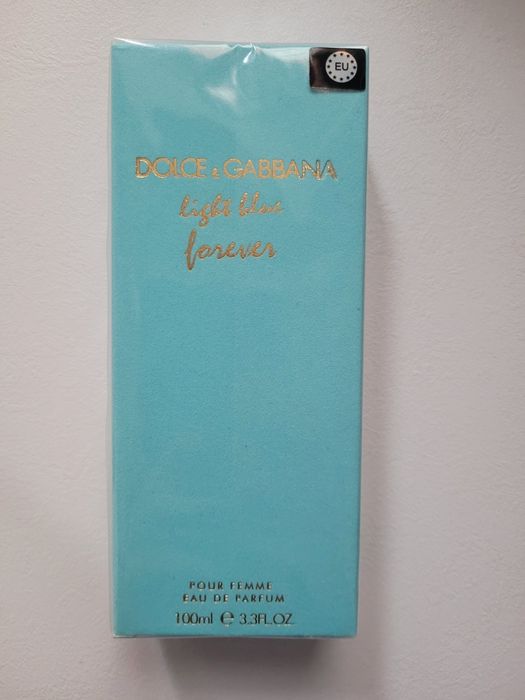 EU
DOLCE & GABBANA
light blue
forever
POUR FEMME
EAU DE PARFUM
100ml ℮ 3.3FL.OZ.